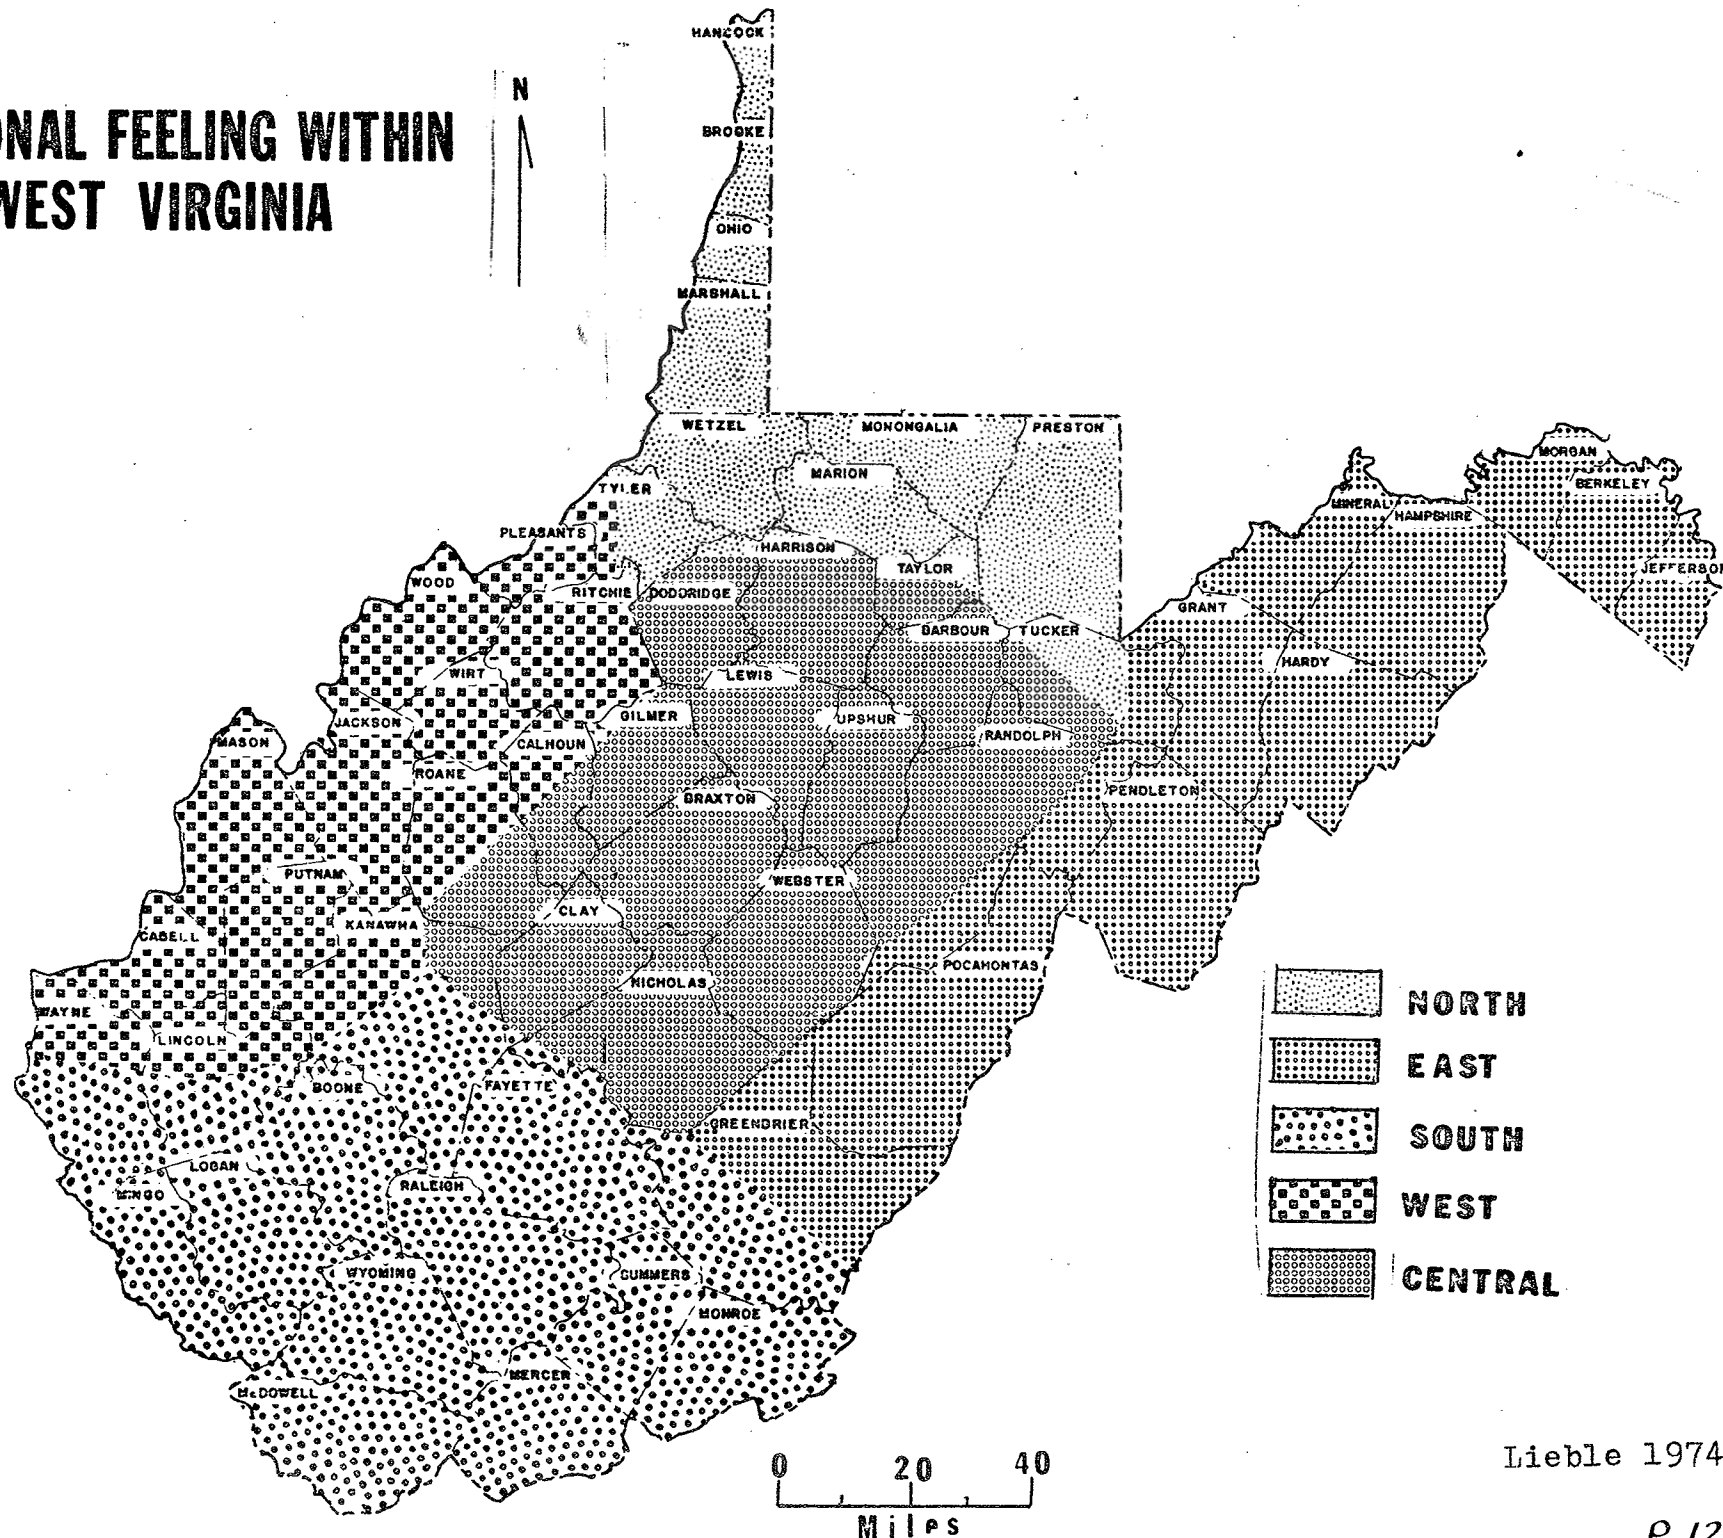 ONAL FEELING WITHIN
WEST VIRGINIA
N
HANCOCK
BROOKE
OHIO
MARSHALL
WETZEL
MONONGALIA
PRESTON
MARION
TYLER
MORGAN
BERKELEY
MINERAL
HAMPSHIRE
PLEASANTS
HARRISON
TAYLOR
JEFFERSON
WOOD
RITCHIE
DODDRIDGE
GRANT
BARBOUR
TUCKER
HARDY
WIRT
LEWIS
JACKSON
GILMER
UPSHUR
RANDOLPH
MASON
CALHOUN
ROANE
BRAXTON
PENDLETON
PUTNAM
WEBSTER
CLAY
KANAWHA
CABELL
POCAHONTAS
NICHOLAS
WAYNE
LINCOLN
BOONE
FAYETTE
GREENBRIER
LOGAN
MINGO
RALEIGH
WYOMING
SUMMERS
MONROE
MERCER
McDOWELL
NORTH
EAST
SOUTH
WEST
CENTRAL
0 20 40
Miles
Lieble 1974